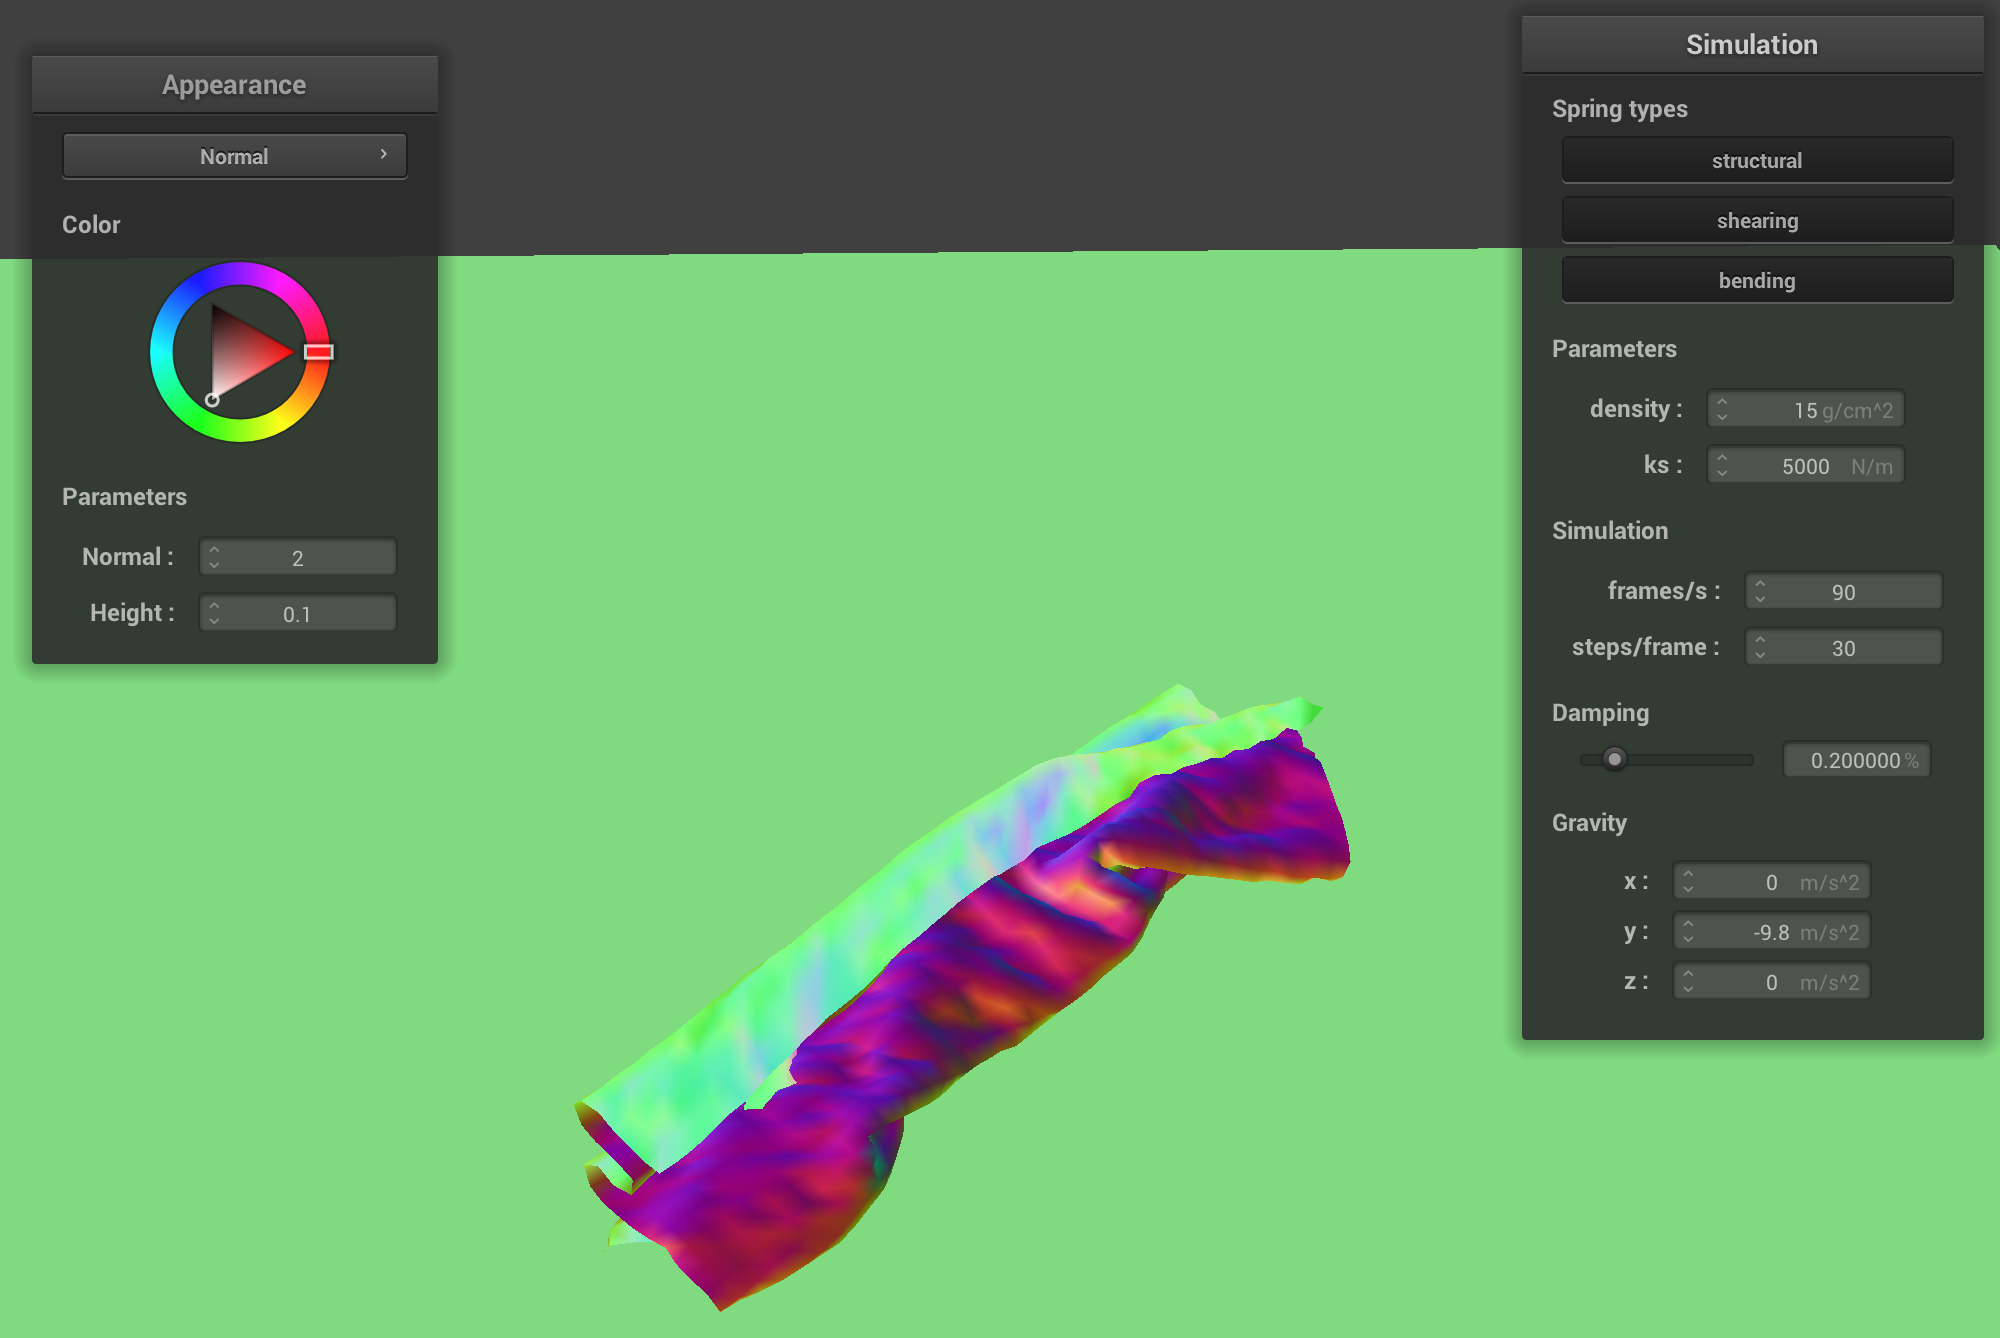 Appearance
Normal
Color
Parameters
Normal : 2
Height : 0.1
Simulation
Spring types
structural
shearing
bending
Parameters
density : 15 g/cm^2
ks : 5000 N/m
Simulation
frames/s : 90
steps/frame : 30
Damping
0.200000 %
Gravity
x : 0 m/s^2
y : -9.8 m/s^2
z : 0 m/s^2